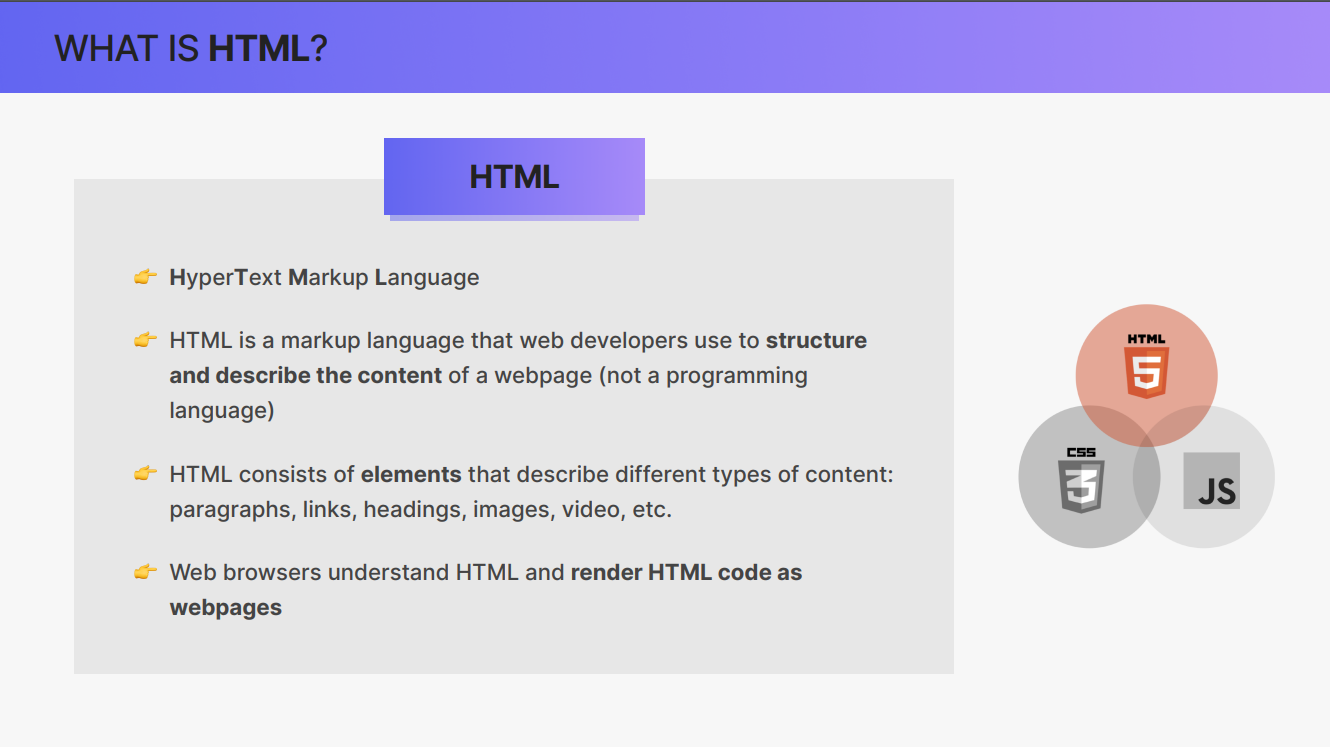 WHAT IS HTML?
HTML
👉 HyperText Markup Language
👉 HTML is a markup language that web developers use to structure
and describe the content of a webpage (not a programming
language)
👉 HTML consists of elements that describe different types of content:
paragraphs, links, headings, images, video, etc.
👉 Web browsers understand HTML and render HTML code as
webpages
HTML
5
CSS
3
JS